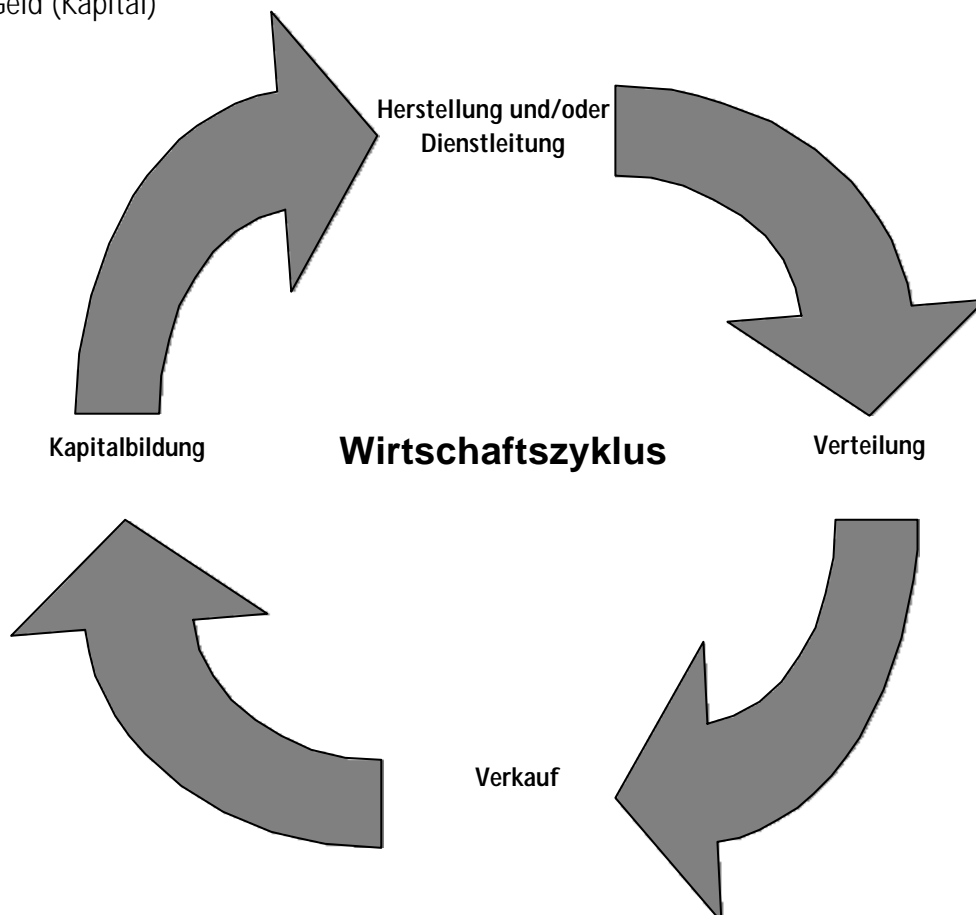 Geld (Kapital)
Herstellung und/oder
Dienstleitung
Kapitalbildung
Wirtschaftszyklus
Verteilung
Verkauf